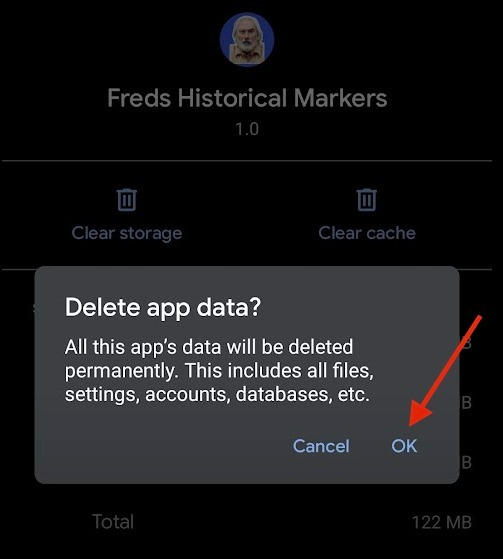 Freds Historical Markers
1.0
Clear storage
Clear cache
Delete app data?
All this app's data will be deleted
permanently. This includes all files,
settings, accounts, databases, etc.
Cancel
OK
Total
122 MB